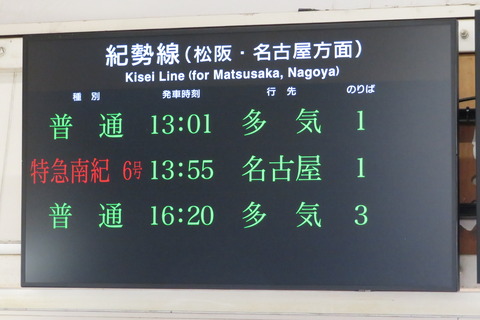 紀勢線(松阪・名古屋方面)
Kisei Line (for Matsusaka, Nagoya)
種別 発車時刻 行先 のりば
普通 13:01 多気 1
特急南紀 6号 13:55 名古屋 1
普通 16:20 多気 3